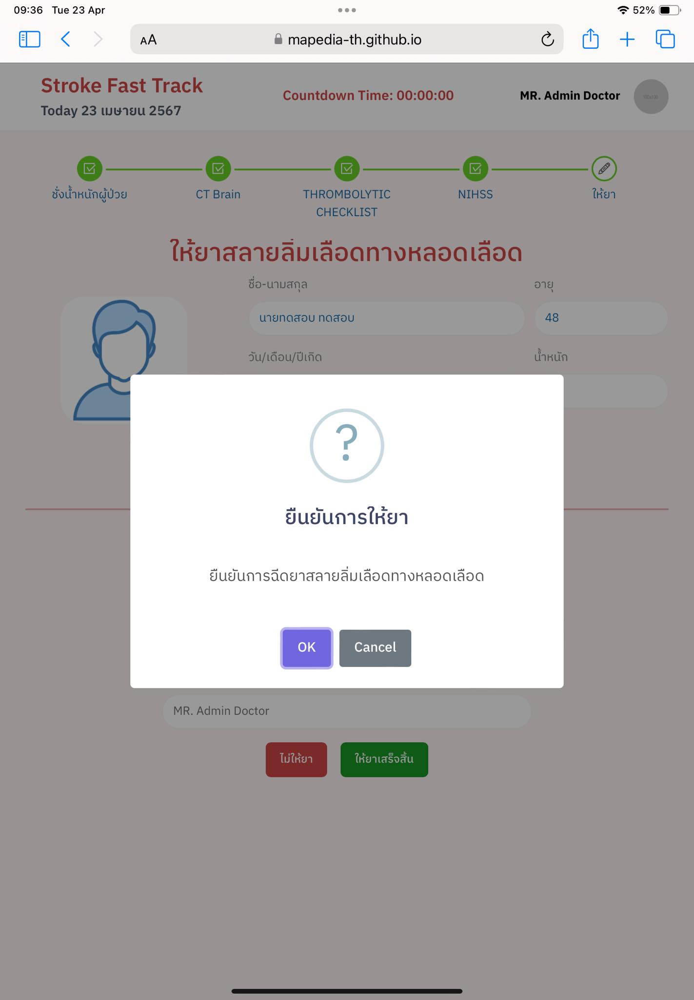 09:36 Tue 23 Apr
52%
AA
mapedia-th.github.io
Stroke Fast Track
Today 23 เมษายน 2567
Countdown Time: 00:00:00
MR. Admin Doctor
100x100
ชั่งน้ำหนักผู้ป่วย
CT Brain
THROMBOLYTIC
CHECKLIST
NIHSS
ให้ยา
ให้ยาสลายลิ่มเลือดทางหลอดเลือด
ชื่อ-นามสกุล
อายุ
นายทดสอบ ทดสอบ
48
วัน/เดือน/ปีเกิด
น้ำหนัก
?
ยืนยันการให้ยา
ยืนยันการฉีดยาสลายลิ่มเลือดทางหลอดเลือด
OK
Cancel
MR. Admin Doctor
ไม่ให้ยา
ให้ยาเสร็จสิ้น